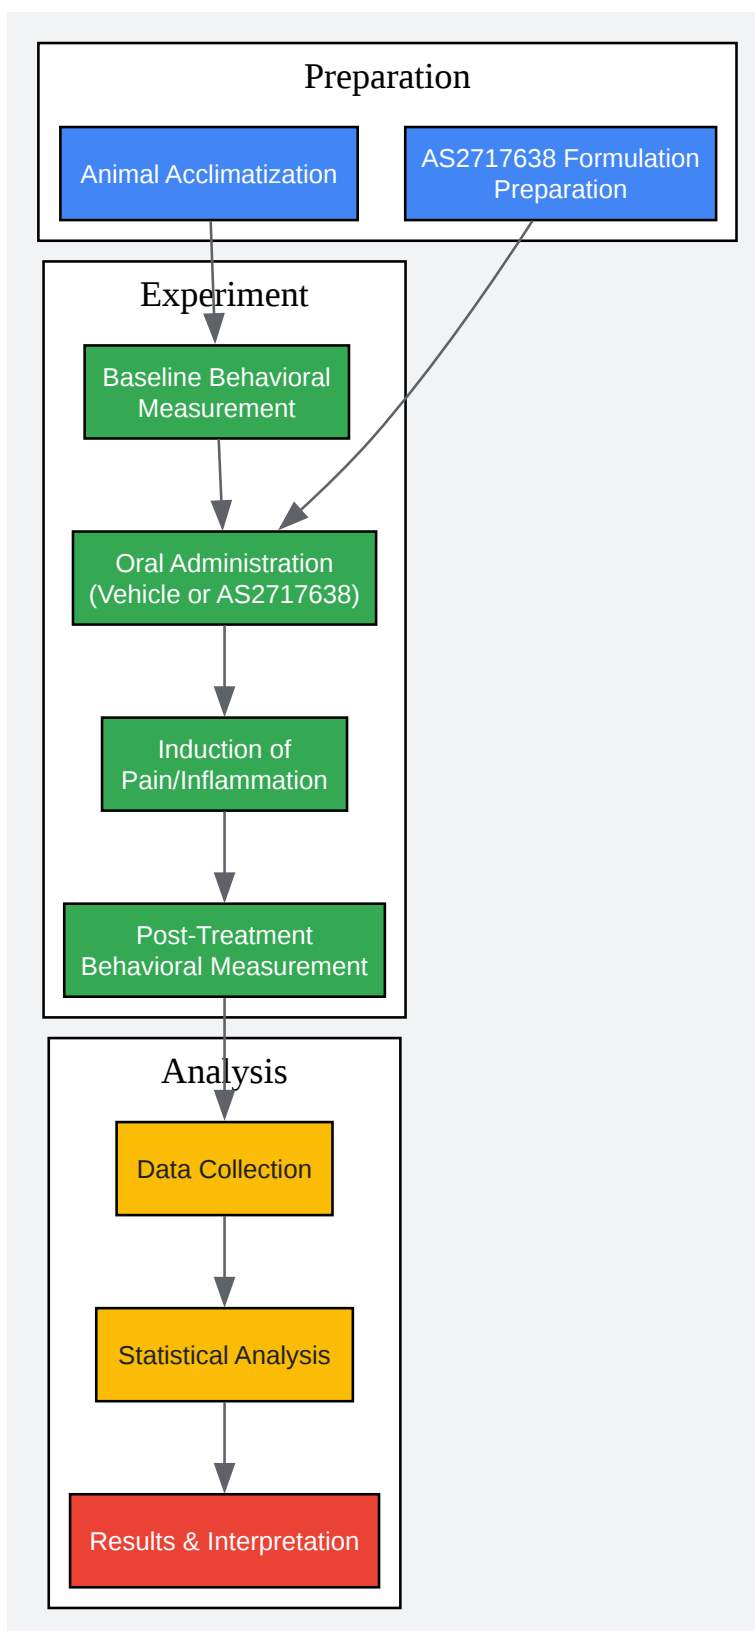 Preparation
Animal Acclimatization
AS2717638 Formulation
Preparation
Experiment
Baseline Behavioral
Measurement
Oral Administration
(Vehicle or AS2717638)
Induction of
Pain/Inflammation
Post-Treatment
Behavioral Measurement
Analysis
Data Collection
Statistical Analysis
Results & Interpretation